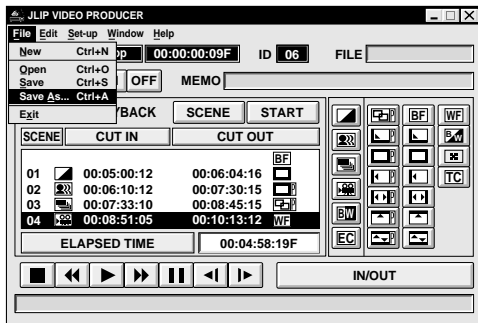 JLIP VIDEO PRODUCER
File Edit Set-up Window Help
New Ctrl+N
Open Ctrl+O
Save Ctrl+S
Save As... Ctrl+A
Exit
op 00:00:00:09F ID 06 FILE
OFF MEMO
BACK SCENE START
SCENE CUT IN CUT OUT
BF
01 00:05:00:12 00:06:04:16
02 00:06:10:12 00:07:30:15 P
03 00:07:33:10 00:08:45:15 P
04 00:08:51:05 00:10:13:12 WF
ELAPSED TIME 00:04:58:19F
IN/OUT
BW
EC
P BF WF
P B/W
P
P TC
P
P
P